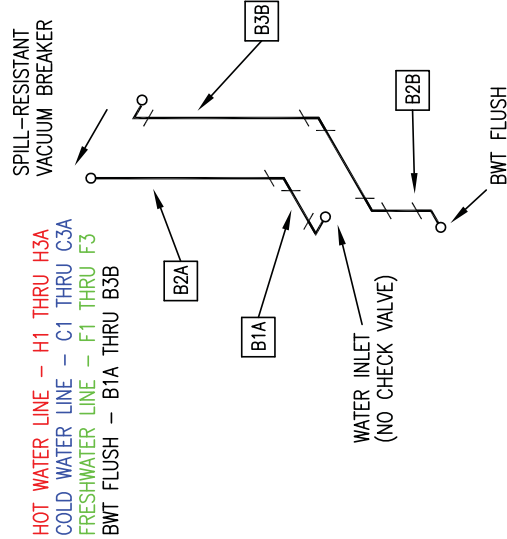 HOT WATER LINE - H1 THRU H3A
COLD WATER LINE - C1 THRU C3A
FRESHWATER LINE - F1 THRU F3
BWT FLUSH - B1A THRU B3B
SPILL-RESISTANT
VACUUM BREAKER
B3B
B2A
B2B
B1A
WATER INLET
(NO CHECK VALVE)
BWT FLUSH